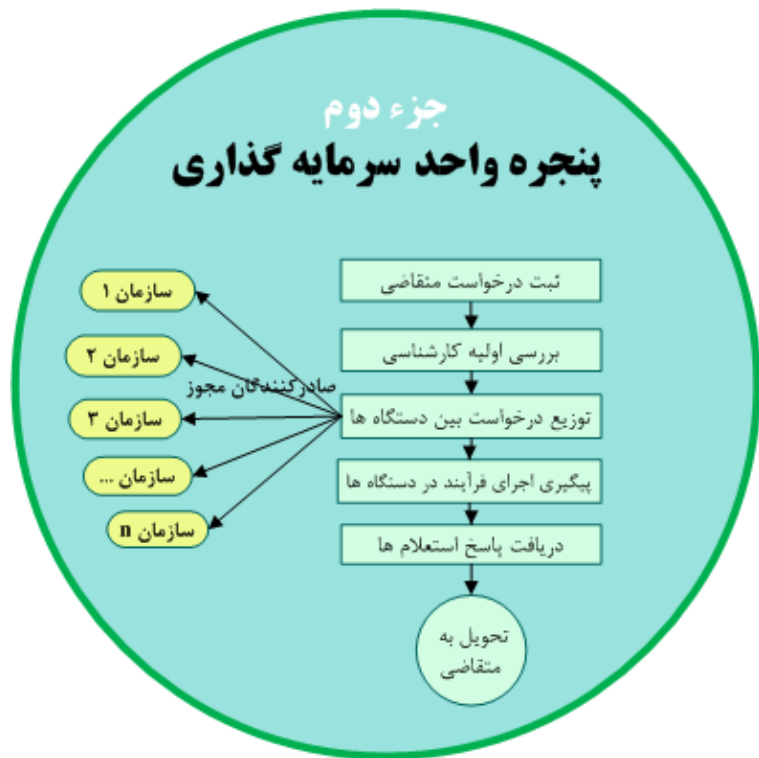 جزء دوم
پنجره واحد سرمایه گذاری
ثبت درخواست متقاضی
بررسی اولیه کارشناسی
توزیع درخواست بین دستگاه ها
پیگیری اجرای فرآیند در دستگاه ها
دریافت پاسخ استعلام ها
تحویل به
متقاضی
صادرکنندگان مجوز
سازمان ۱
سازمان ۲
سازمان ۳
سازمان ...
سازمان n